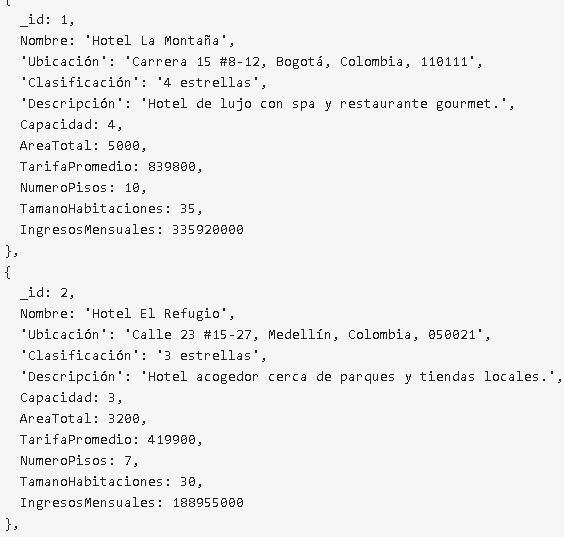 {
  _id: 1,
  Nombre: 'Hotel La Montaña',
  'Ubicación': 'Carrera 15 #8-12, Bogotá, Colombia, 110111',
  'Clasificación': '4 estrellas',
  'Descripción': 'Hotel de lujo con spa y restaurante gourmet.',
  Capacidad: 4,
  AreaTotal: 5000,
  TarifaPromedio: 839800,
  NumeroPisos: 10,
  TamanoHabitaciones: 35,
  IngresosMensuales: 335920000
},
{
  _id: 2,
  Nombre: 'Hotel El Refugio',
  'Ubicación': 'Calle 23 #15-27, Medellín, Colombia, 050021',
  'Clasificación': '3 estrellas',
  'Descripción': 'Hotel acogedor cerca de parques y tiendas locales.',
  Capacidad: 3,
  AreaTotal: 3200,
  TarifaPromedio: 419900,
  NumeroPisos: 7,
  TamanoHabitaciones: 30,
  IngresosMensuales: 188955000
},